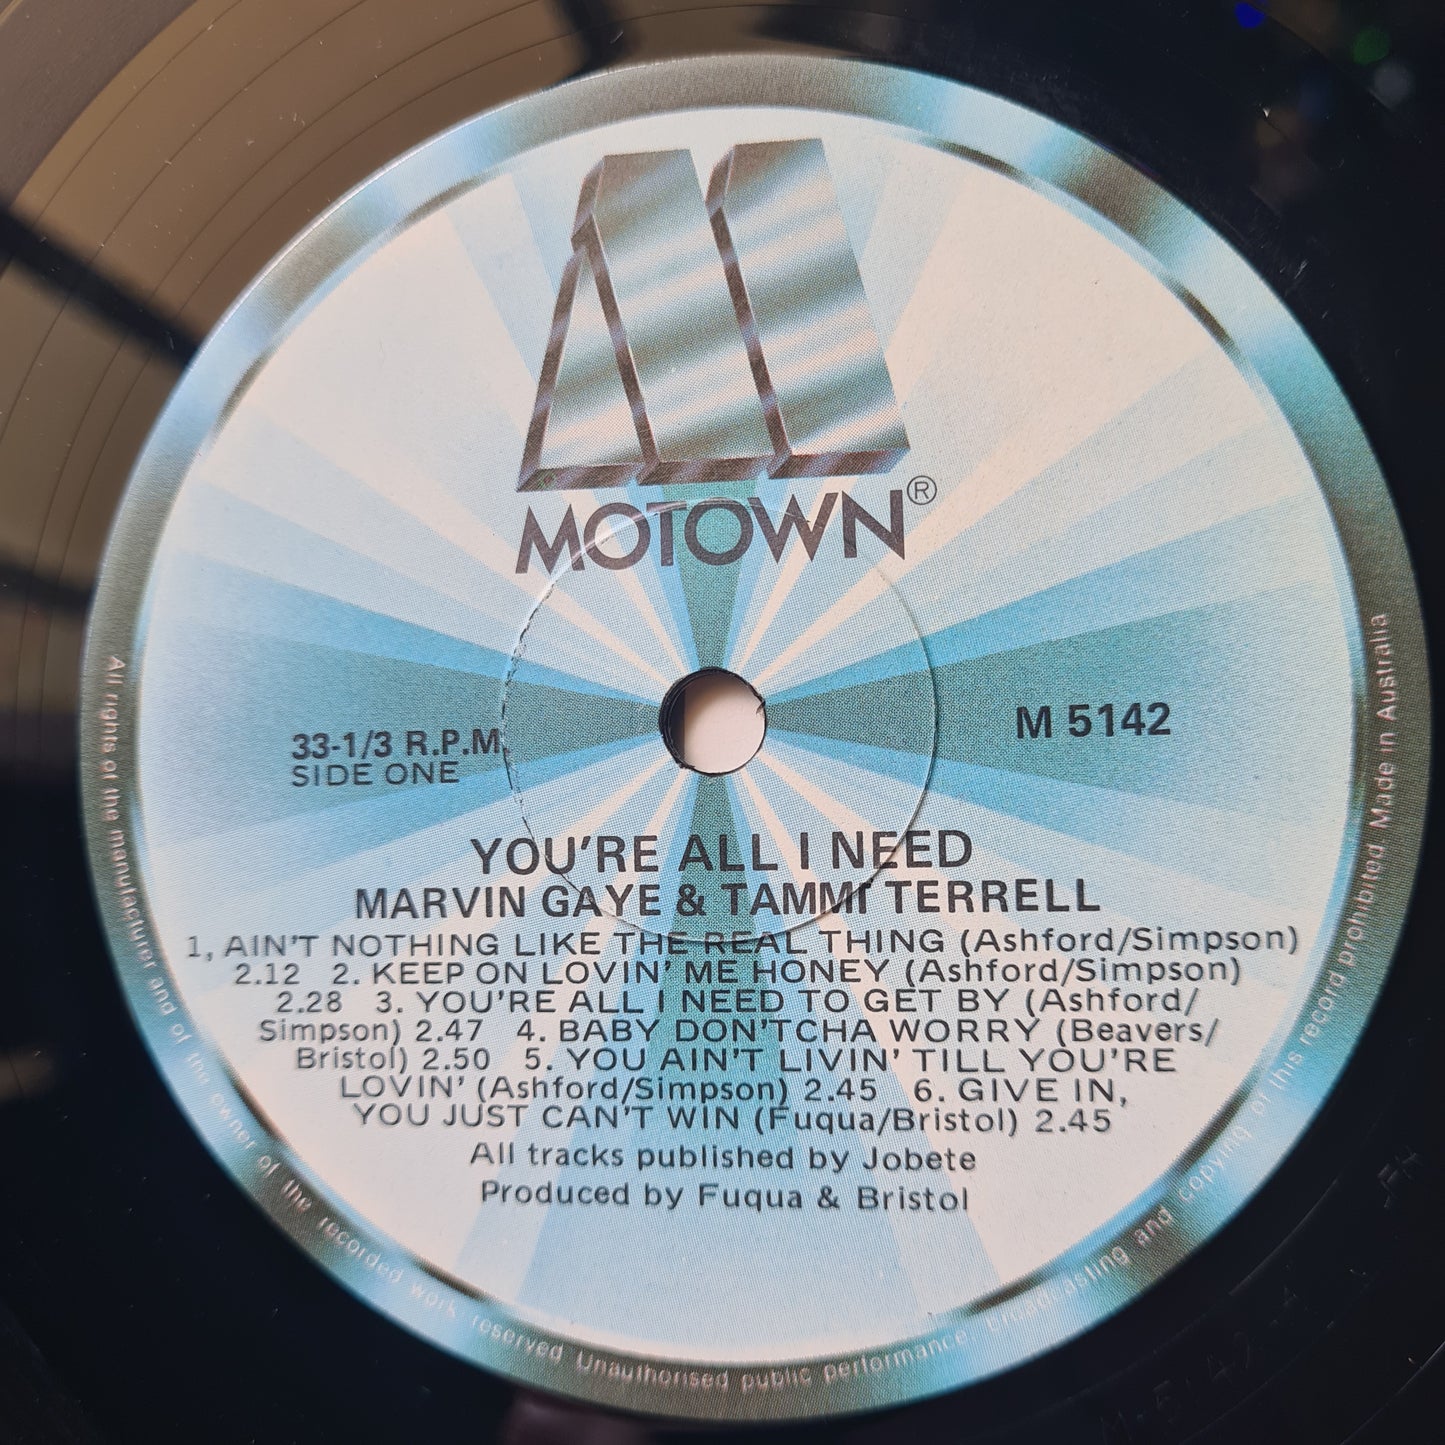 MOTOWN®
33-1/3 R.P.M.
SIDE ONE
M 5142
YOU'RE ALL I NEED
MARVIN GAYE & TAMMI TERRELL
1, AIN'T NOTHING LIKE THE REAL THING (Ashford/Simpson)
2.12 2. KEEP ON LOVIN' ME HONEY (Ashford/Simpson)
2.28 3. YOU'RE ALL I NEED TO GET BY (Ashford/
Simpson) 2.47 4. BABY DON'TCHA WORRY (Beavers/
Bristol) 2.50 5. YOU AIN'T LIVIN' TILL YOU'RE
LOVIN' (Ashford/Simpson) 2.45 6. GIVE IN,
YOU JUST CAN'T WIN (Fuqua/Bristol) 2.45
All tracks published by Jobete
Produced by Fuqua & Bristol
All rights of the manufacturer and of the owner of the recorded work reserved Unauthorised public performance, broadcasting and copying of this record prohibited Made in Australia